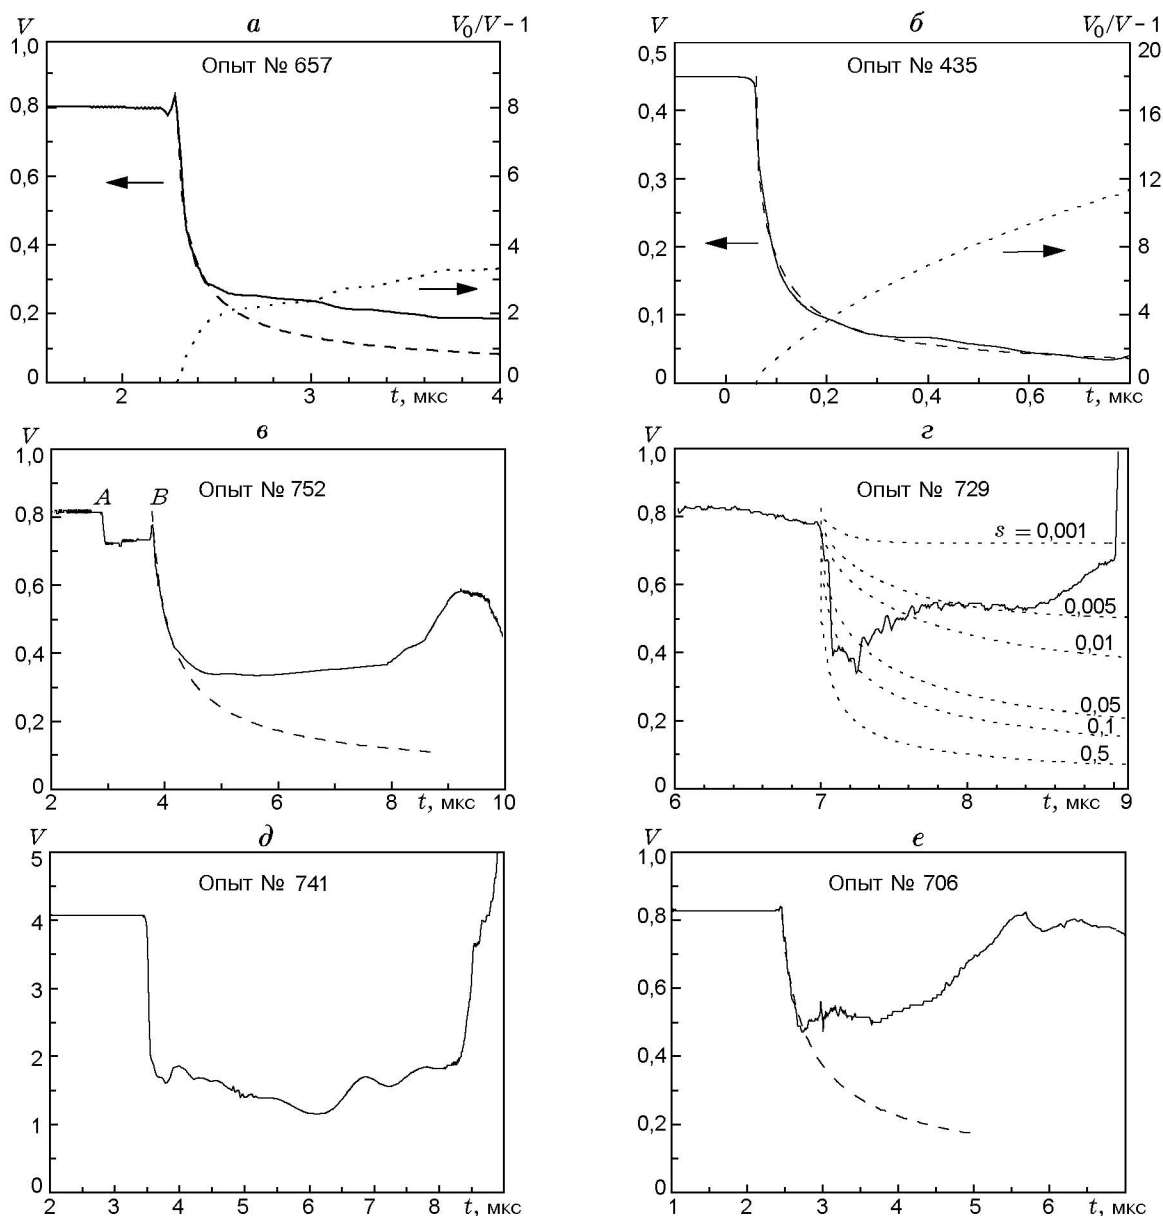 V а V₀/V − 1
1,0
Опыт № 657
0,8
0,6
0,4
0,2
0
8
6
4
2
0
2 3 4
t, мкс
V б V₀/V − 1
0,5
Опыт № 435
0,4
0,3
0,2
0,1
0
20
16
12
8
4
0
0 0,2 0,4 0,6
t, мкс
V в
1,0
A B Опыт № 752
0,8
0,6
0,4
0,2
0
2 4 6 8 t, мкс 10
V г
1,0
Опыт № 729
0,8
s = 0,001
0,6
0,005
0,01
0,4
0,05
0,2
0,1
0,5
0
6 7 8 t, мкс 9
V д
5
Опыт № 741
4
3
2
1
0
2 3 4 5 6 7 8 t, мкс
V е
1,0
Опыт № 706
0,8
0,6
0,4
0,2
0
1 2 3 4 5 6 t, мкс